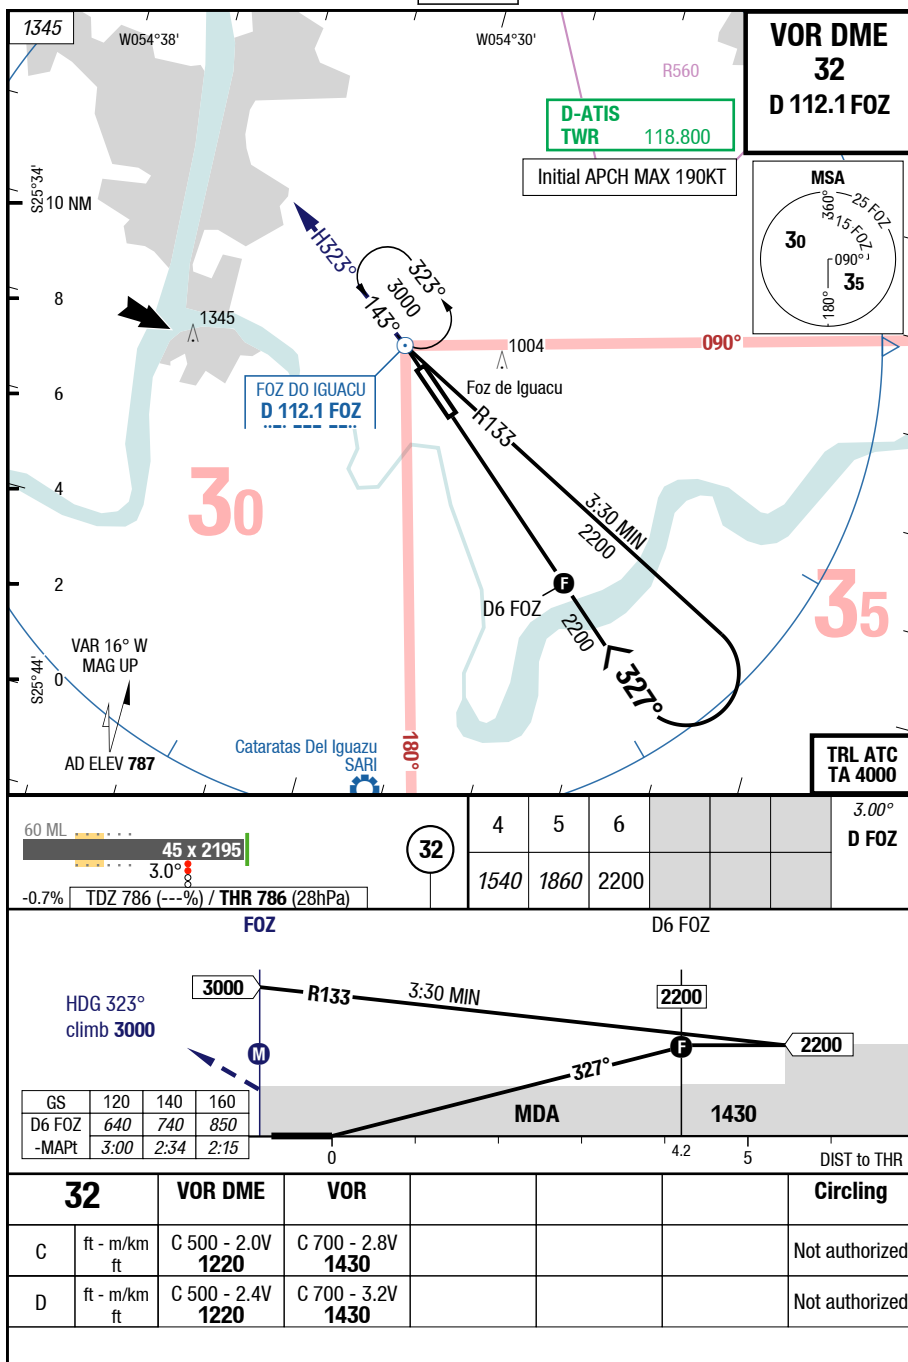 1345
W054°38'
W054°30'
R560
VOR DME
32
D 112.1 FOZ
D-ATIS
TWR 118.800
Initial APCH MAX 190KT
MSA
360°
25 FOZ
15 FOZ
30
090°
35
180°
S25°34'
10 NM
8
6
4
2
0
S25°44'
H323°
323°
3000
143°
1345
1004
090°
Foz de Iguacu
FOZ DO IGUACU
D 112.1 FOZ
R133
3:30 MIN
2200
30
35
D6 FOZ
F
2200
327°
VAR 16° W
MAG UP
AD ELEV 787
Cataratas Del Iguazu
SARI
180°
TRL ATC
TA 4000
60 ML
45 x 2195
3.0°
-0.7%
TDZ 786 (---%) / THR 786 (28hPa)
32
4 5 6
1540 1860 2200
3.00°
D FOZ
FOZ
D6 FOZ
3000
R133
3:30 MIN
2200
HDG 323°
climb 3000
M
F
2200
327°
MDA
1430
GS 120 140 160
D6 FOZ 640 740 850
-MAPt 3:00 2:34 2:15
0
4.2
5
DIST to THR
32 VOR DME VOR Circling
C ft - m/km C 500 - 2.0V C 700 - 2.8V Not authorized
ft 1220 1430
D ft - m/km C 500 - 2.4V C 700 - 3.2V Not authorized
ft 1220 1430